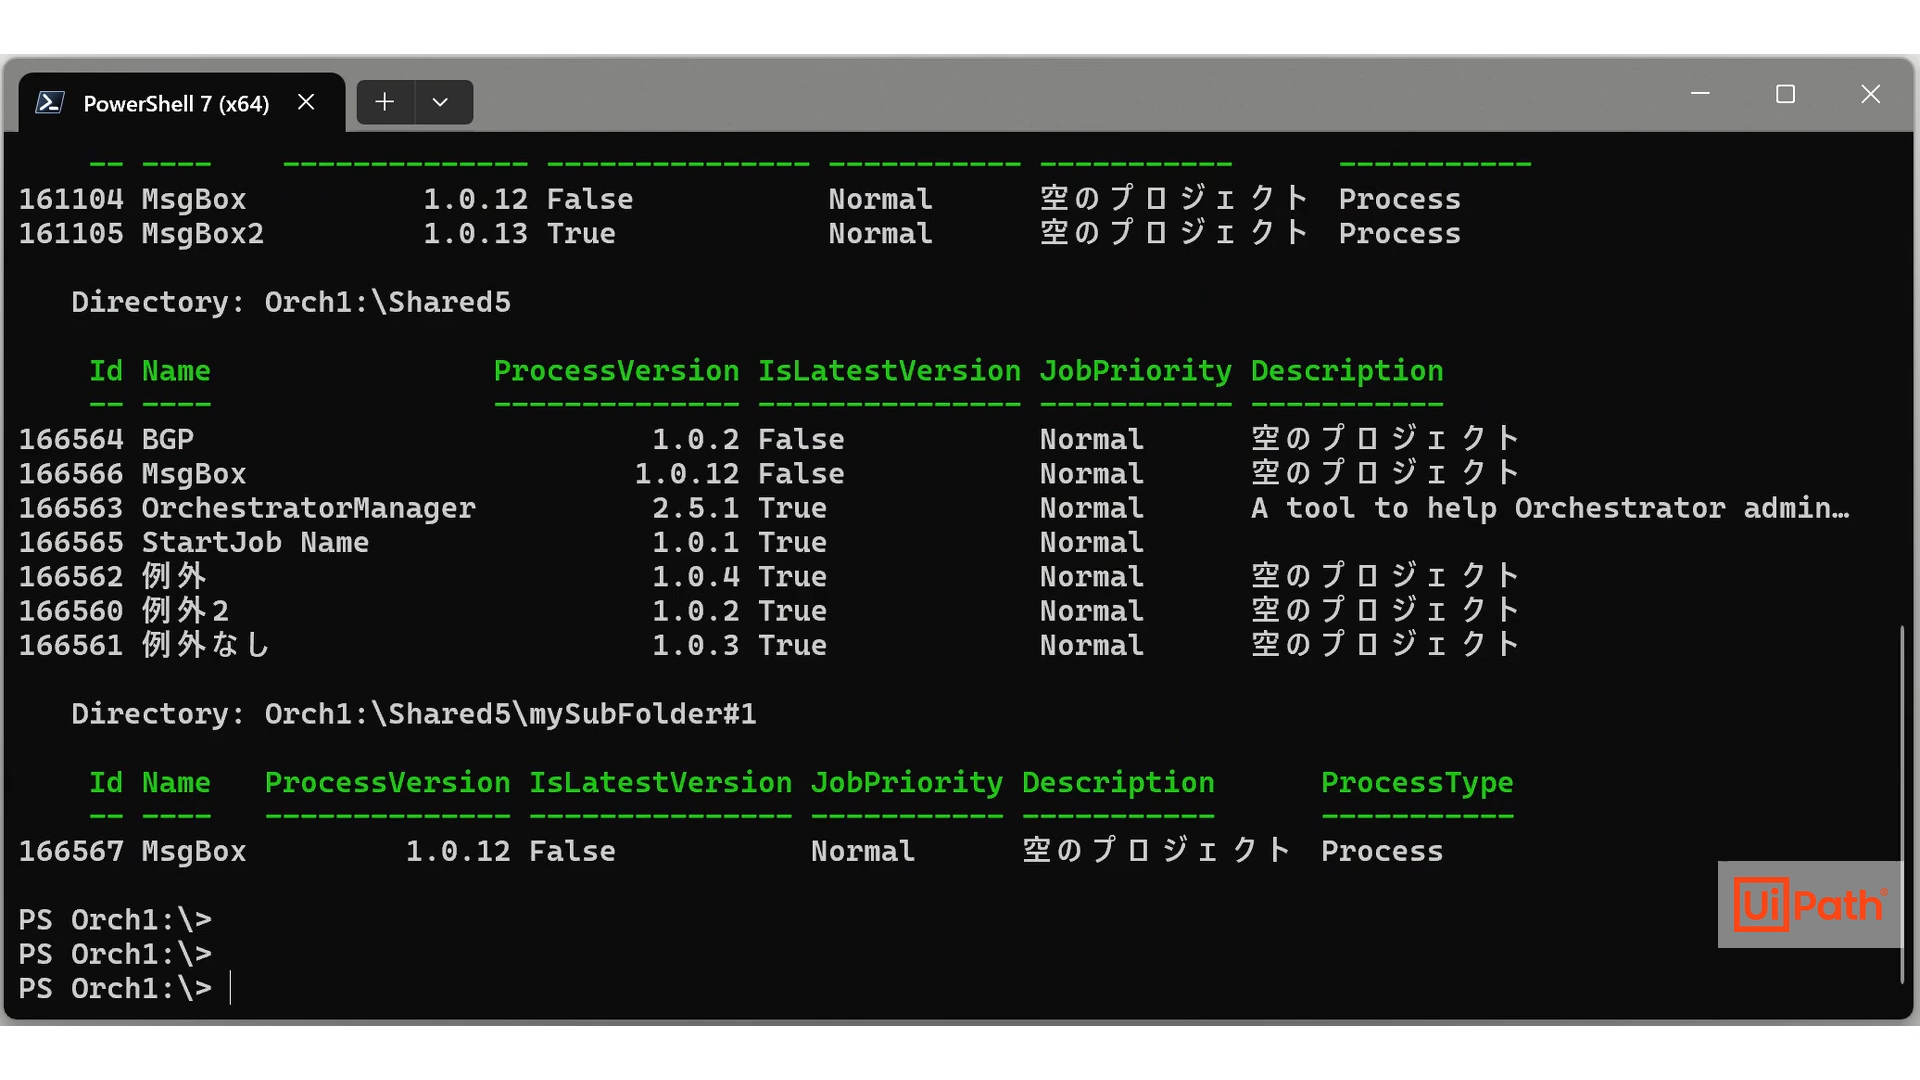 PowerShell 7 (x64)
-- ---- -------------- --------------- ----------- ----------- -----------
161104 MsgBox 1.0.12 False Normal 空のプロジェクト Process
161105 MsgBox2 1.0.13 True Normal 空のプロジェクト Process
Directory: Orch1:\Shared5
Id Name ProcessVersion IsLatestVersion JobPriority Description
-- ---- -------------- --------------- ----------- -----------
166564 BGP 1.0.2 False Normal 空のプロジェクト
166566 MsgBox 1.0.12 False Normal 空のプロジェクト
166563 OrchestratorManager 2.5.1 True Normal A tool to help Orchestrator admin…
166565 StartJob Name 1.0.1 True Normal
166562 例外 1.0.4 True Normal 空のプロジェクト
166560 例外2 1.0.2 True Normal 空のプロジェクト
166561 例外なし 1.0.3 True Normal 空のプロジェクト
Directory: Orch1:\Shared5\mySubFolder#1
Id Name ProcessVersion IsLatestVersion JobPriority Description ProcessType
-- ---- -------------- --------------- ----------- ----------- -----------
166567 MsgBox 1.0.12 False Normal 空のプロジェクト Process
PS Orch1:\>
PS Orch1:\>
PS Orch1:\>
UiPath®